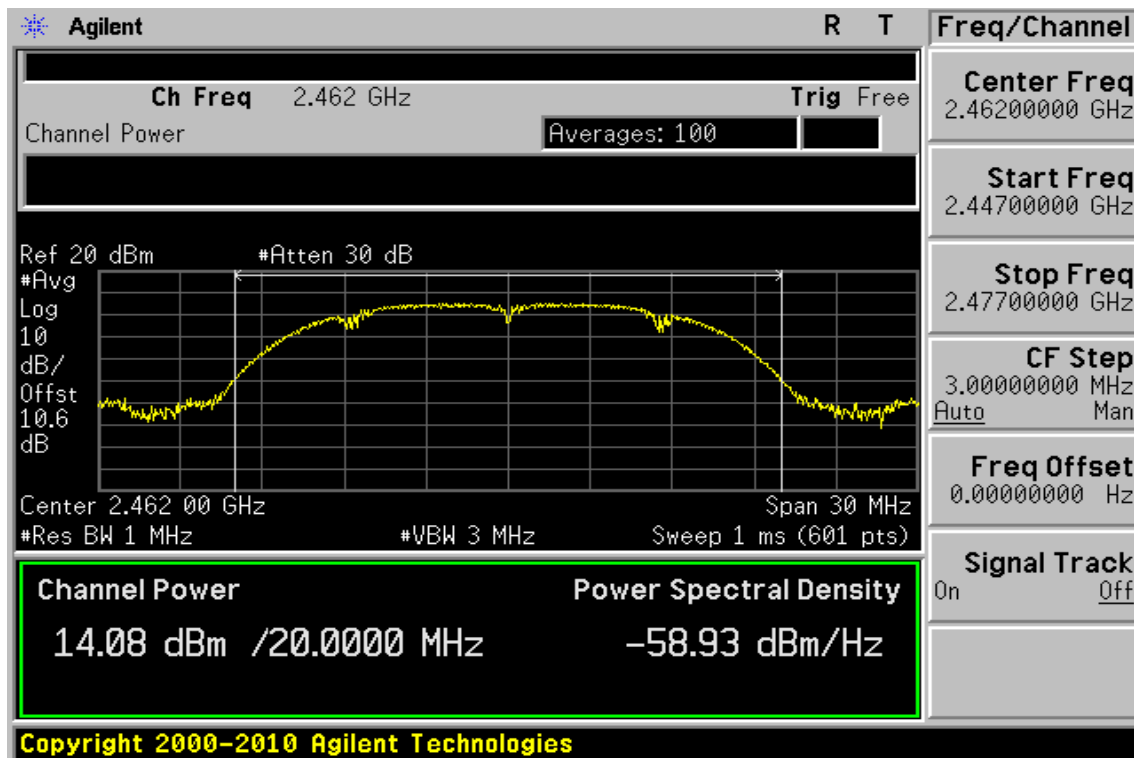 Agilent R T
Ch Freq 2.462 GHz Trig Free
Channel Power Averages: 100
Ref 20 dBm #Atten 30 dB
#Avg
Log
10
dB/
Offst
10.6
dB
Center 2.462 00 GHz Span 30 MHz
#Res BW 1 MHz #VBW 3 MHz Sweep 1 ms (601 pts)
Channel Power Power Spectral Density
14.08 dBm /20.0000 MHz -58.93 dBm/Hz
Copyright 2000-2010 Agilent Technologies
Freq/Channel
Center Freq
2.46200000 GHz
Start Freq
2.44700000 GHz
Stop Freq
2.47700000 GHz
CF Step
3.00000000 MHz
Auto Man
Freq Offset
0.00000000 Hz
Signal Track
On Off